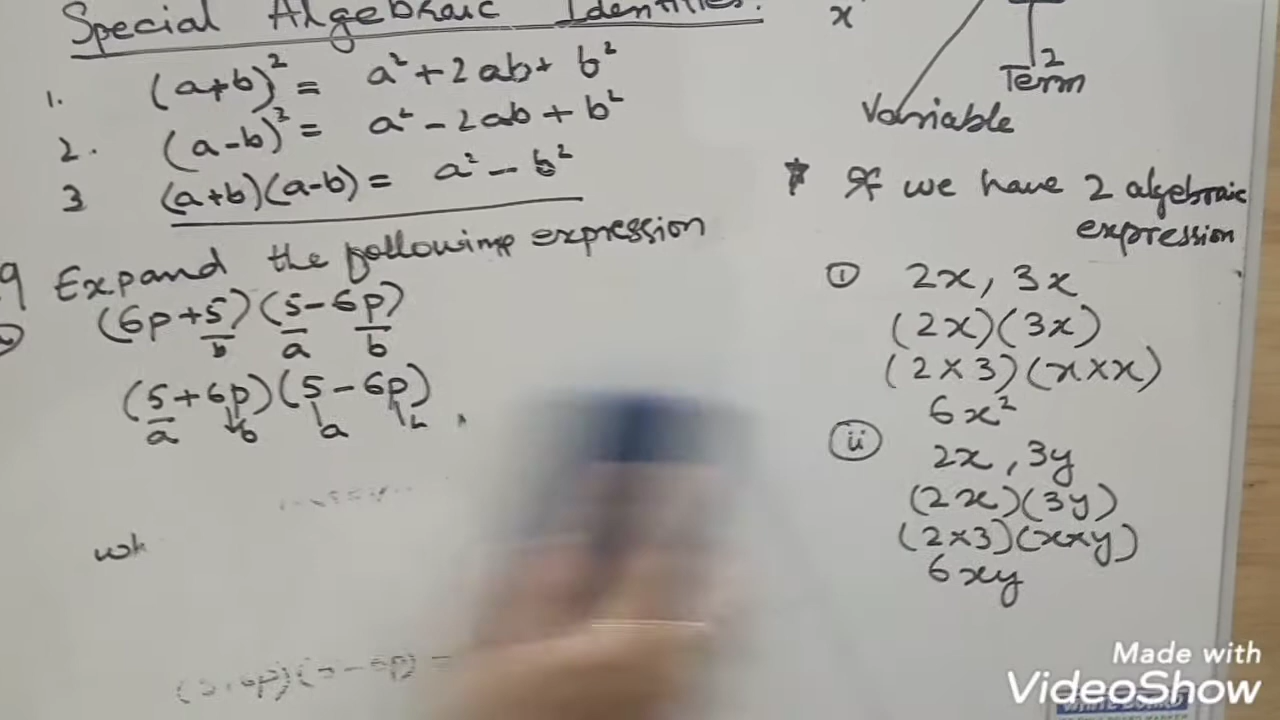 Special Algebraic Identities.
1. (a+b)² = a² + 2ab + b²
2. (a-b)² = a² - 2ab + b²
3 (a+b)(a-b) = a² - b²
9 Expand the following expression
(6p+5)(5-6p)
b a b
(5+6p)(5-6p)
a b a b
x
2
Term
Variable
* If we have 2 algebraic
expression
i 2x, 3x
(2x)(3x)
(2×3)(x×x)
6x²
ii 2x, 3y
(2x)(3y)
(2×3)(x×y)
6xy
Made with
VideoShow